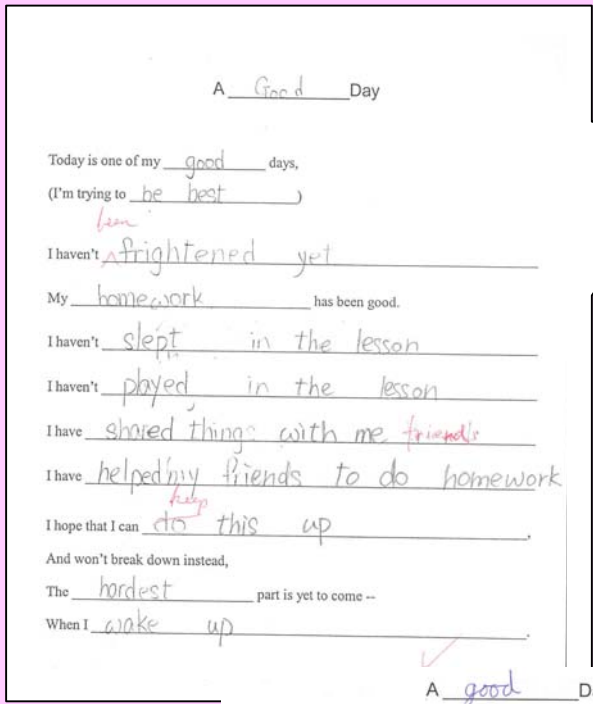 A Good Day
Today is one of my good days,
(I'm trying to be best )
been
I haven't ^ frightened yet
My homework has been good.
I haven't slept in the lesson
I haven't played in the lesson
I have shared things with me friend's
I have helped my friends to do homework
keep
I hope that I can do this up ,
And won't break down instead,
The hardest part is yet to come --
When I wake up .
A good D